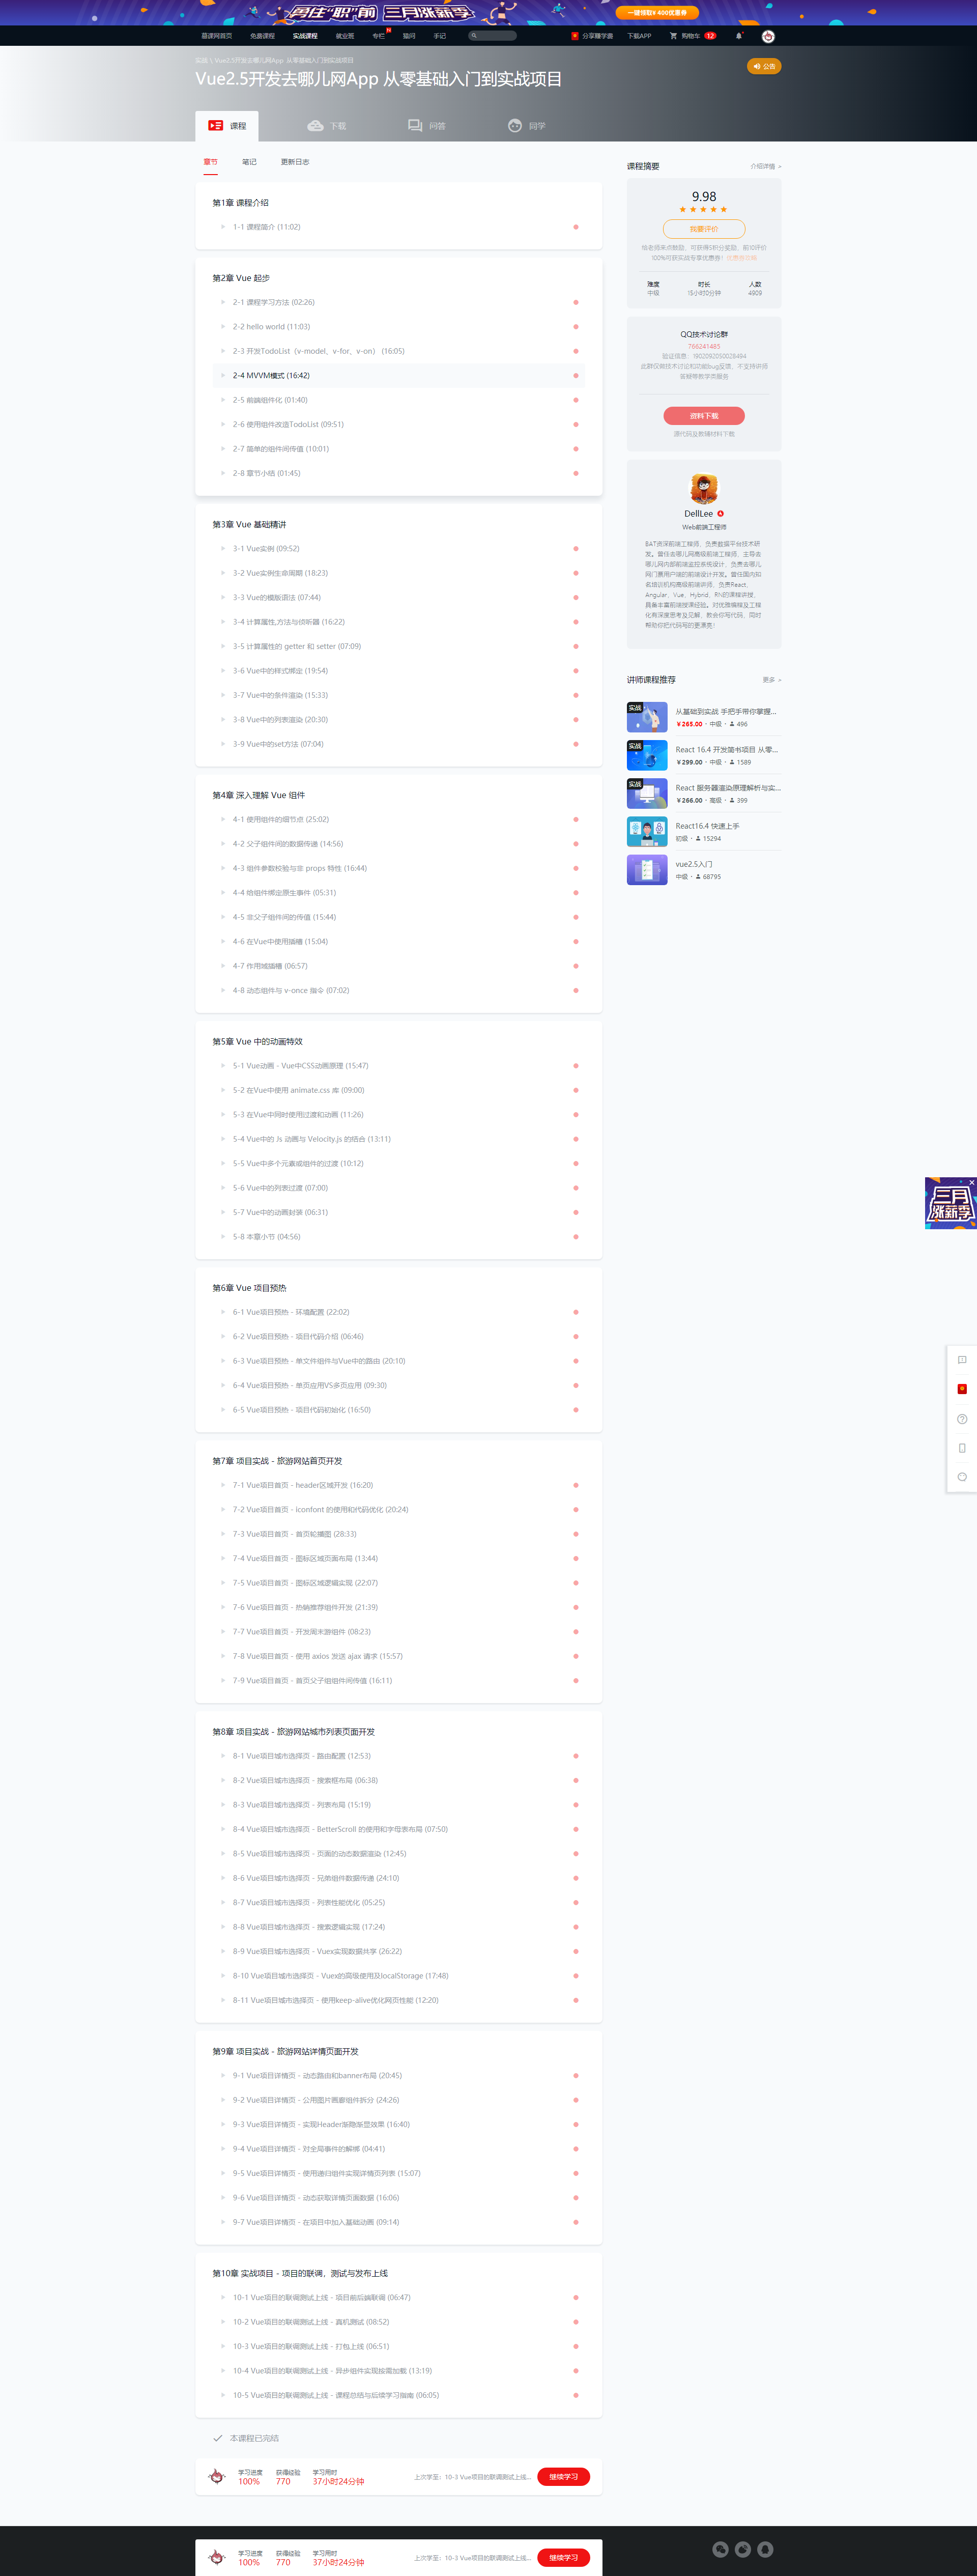 勇往“职”前 三月涨薪季
一键领取¥400优惠券
慕课网首页 免费课程 实战课程 就业班 专栏 猿问 手记
分享赚学费 下载APP 购物车 12
实战 \ Vue2.5开发去哪儿网App 从零基础入门到实战项目
Vue2.5开发去哪儿网App 从零基础入门到实战项目
公告
课程 下载 问答 同学
章节 笔记 更新日志
第1章 课程介绍
1-1 课程简介 (11:02)
第2章 Vue 起步
2-1 课程学习方法 (02:26)
2-2 hello world (11:03)
2-3 开发TodoList（v-model、v-for、v-on） (16:05)
2-4 MVVM模式 (16:42)
2-5 前端组件化 (01:40)
2-6 使用组件改造TodoList (09:51)
2-7 简单的组件间传值 (10:01)
2-8 章节小结 (01:45)
第3章 Vue 基础精讲
3-1 Vue实例 (09:52)
3-2 Vue实例生命周期 (18:23)
3-3 Vue的模版语法 (07:44)
3-4 计算属性,方法与侦听器 (16:22)
3-5 计算属性的 getter 和 setter (07:09)
3-6 Vue中的样式绑定 (19:54)
3-7 Vue中的条件渲染 (15:33)
3-8 Vue中的列表渲染 (20:30)
3-9 Vue中的set方法 (07:04)
第4章 深入理解 Vue 组件
4-1 使用组件的细节点 (25:02)
4-2 父子组件间的数据传递 (14:56)
4-3 组件参数校验与非 props 特性 (16:44)
4-4 给组件绑定原生事件 (05:31)
4-5 非父子组件间的传值 (15:44)
4-6 在Vue中使用插槽 (15:04)
4-7 作用域插槽 (06:57)
4-8 动态组件与 v-once 指令 (07:02)
第5章 Vue 中的动画特效
5-1 Vue动画 - Vue中CSS动画原理 (15:47)
5-2 在Vue中使用 animate.css 库 (09:00)
5-3 在Vue中同时使用过渡和动画 (11:26)
5-4 Vue中的 Js 动画与 Velocity.js 的结合 (13:11)
5-5 Vue中多个元素或组件的过渡 (10:12)
5-6 Vue中的列表过渡 (07:00)
5-7 Vue中的动画封装 (06:31)
5-8 本章小节 (04:56)
第6章 Vue 项目预热
6-1 Vue项目预热 - 环境配置 (22:02)
6-2 Vue项目预热 - 项目代码介绍 (06:46)
6-3 Vue项目预热 - 单文件组件与Vue中的路由 (20:10)
6-4 Vue项目预热 - 单页应用VS多页应用 (09:30)
6-5 Vue项目预热 - 项目代码初始化 (16:50)
第7章 项目实战 - 旅游网站首页开发
7-1 Vue项目首页 - header区域开发 (16:20)
7-2 Vue项目首页 - iconfont 的使用和代码优化 (20:24)
7-3 Vue项目首页 - 首页轮播图 (28:33)
7-4 Vue项目首页 - 图标区域页面布局 (13:44)
7-5 Vue项目首页 - 图标区域逻辑实现 (22:07)
7-6 Vue项目首页 - 热销推荐组件开发 (21:39)
7-7 Vue项目首页 - 开发周末游组件 (08:23)
7-8 Vue项目首页 - 使用 axios 发送 ajax 请求 (15:57)
7-9 Vue项目首页 - 首页父子组组件间传值 (16:11)
第8章 项目实战 - 旅游网站城市列表页面开发
8-1 Vue项目城市选择页 - 路由配置 (12:53)
8-2 Vue项目城市选择页 - 搜索框布局 (06:38)
8-3 Vue项目城市选择页 - 列表布局 (15:19)
8-4 Vue项目城市选择页 - BetterScroll 的使用和字母表布局 (07:50)
8-5 Vue项目城市选择页 - 页面的动态数据渲染 (12:45)
8-6 Vue项目城市选择页 - 兄弟组件数据传递 (24:10)
8-7 Vue项目城市选择页 - 列表性能优化 (05:25)
8-8 Vue项目城市选择页 - 搜索逻辑实现 (17:24)
8-9 Vue项目城市选择页 - Vuex实现数据共享 (26:22)
8-10 Vue项目城市选择页 - Vuex的高级使用及localStorage (17:48)
8-11 Vue项目城市选择页 - 使用keep-alive优化网页性能 (12:20)
第9章 项目实战 - 旅游网站详情页面开发
9-1 Vue项目详情页 - 动态路由和banner布局 (20:45)
9-2 Vue项目详情页 - 公用图片画廊组件拆分 (24:26)
9-3 Vue项目详情页 - 实现Header渐隐渐显效果 (16:40)
9-4 Vue项目详情页 - 对全局事件的解绑 (04:41)
9-5 Vue项目详情页 - 使用递归组件实现详情页列表 (15:07)
9-6 Vue项目详情页 - 动态获取详情页面数据 (16:06)
9-7 Vue项目详情页 - 在项目中加入基础动画 (09:14)
第10章 实战项目 - 项目的联调，测试与发布上线
10-1 Vue项目的联调测试上线 - 项目前后端联调 (06:47)
10-2 Vue项目的联调测试上线 - 真机测试 (08:52)
10-3 Vue项目的联调测试上线 - 打包上线 (06:51)
10-4 Vue项目的联调测试上线 - 异步组件实现按需加载 (13:19)
10-5 Vue项目的联调测试上线 - 课程总结与后续学习指南 (06:05)
本课程已完结
学习进度 获得经验 学习用时
100% 770 37小时24分钟
上次学至：10-3 Vue项目的联调测试上线...
继续学习
课程摘要 介绍详情
9.98
我要评价
给老师来点鼓励，可获得5积分奖励，前10评价
100%可获实战专享优惠卷！优惠卷攻略
难度 时长 人数
中级 15小时0分钟 4909
QQ技术讨论群
766241485
验证信息：1902092050028494
此群仅做技术讨论和功能bug反馈，不支持讲师
答疑等教学类服务
资料下载
源代码及教辅材料下载
DellLee
Web前端工程师
BAT资深前端工程师，负责数据平台技术研
发。曾任去哪儿网高级前端工程师，主导去
哪儿网内部前端监控系统设计，负责去哪儿
网门票用户端的前端设计开发。曾任国内知
名培训机构高级前端讲师，负责React、
Angular、Vue、Hybrid、RN的课程讲授，
具备丰富前端授课经验。对优雅编程及工程
化有深度思考及见解，教会你写代码，同时
帮助你把代码写的更漂亮！
讲师课程推荐 更多
实战 从基础到实战 手把手带你掌握...
¥265.00 · 中级 · 496
实战 React 16.4 开发简书项目 从零...
¥299.00 · 中级 · 1589
实战 React 服务器渲染原理解析与实...
¥266.00 · 高级 · 399
React16.4 快速上手
初级 · 15294
vue2.5入门
中级 · 68795
三月
涨薪季
学习进度 获得经验 学习用时
100% 770 37小时24分钟
上次学至：10-3 Vue项目的联调测试上线...
继续学习